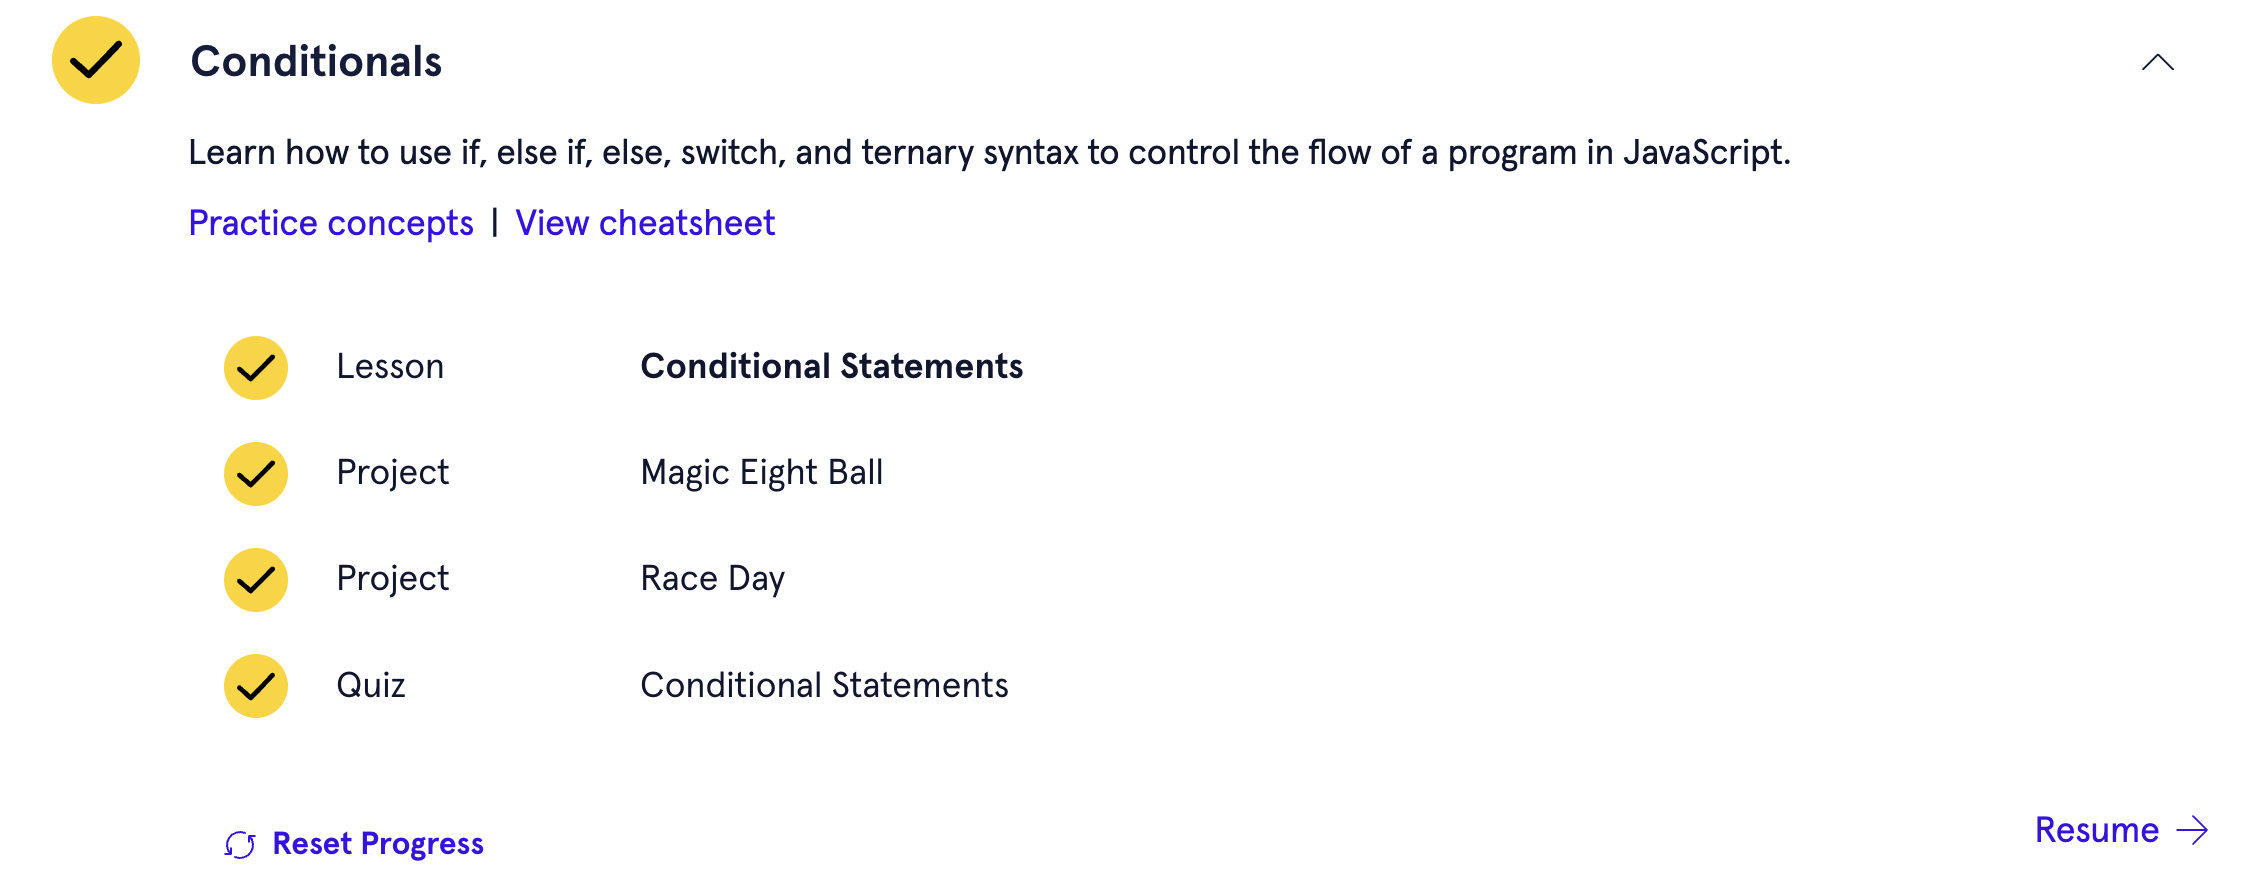 Conditionals
Learn how to use if, else if, else, switch, and ternary syntax to control the flow of a program in JavaScript.
Practice concepts | View cheatsheet
Lesson Conditional Statements
Project Magic Eight Ball
Project Race Day
Quiz Conditional Statements
Reset Progress
Resume